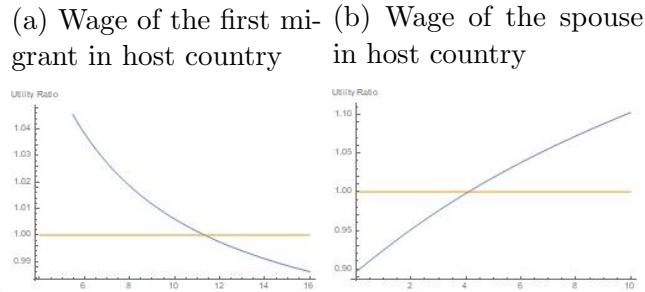 (a) Wage of the first mi-
grant in host country
(b) Wage of the spouse
in host country
Utility Ratio
1.04
1.03
1.02
1.01
1.00
0.99
6 8 10 12 14 16
Utility Ratio
1.10
1.05
1.00
0.95
0.90
2 4 6 8 10